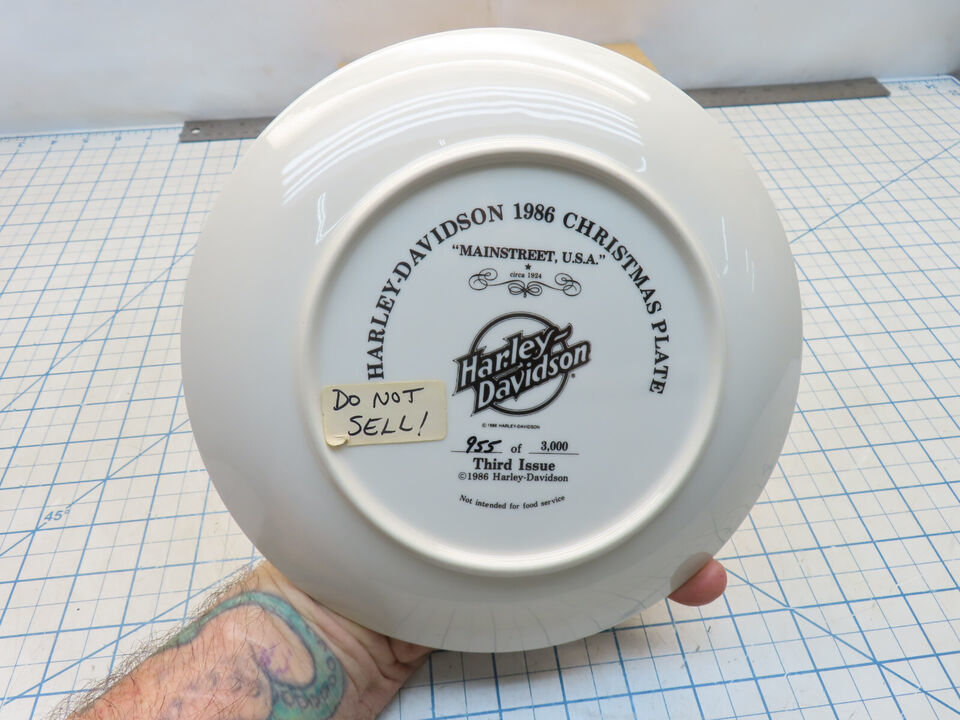 HARLEY-DAVIDSON 1986 CHRISTMAS PLATE
“MAINSTREET, U.S.A.”
circa 1924
Harley-
Davidson
© 1986 HARLEY-DAVIDSON
DO NOT
SELL!
955 of 3,000
Third Issue
©1986 Harley-Davidson
Not intended for food service
45°